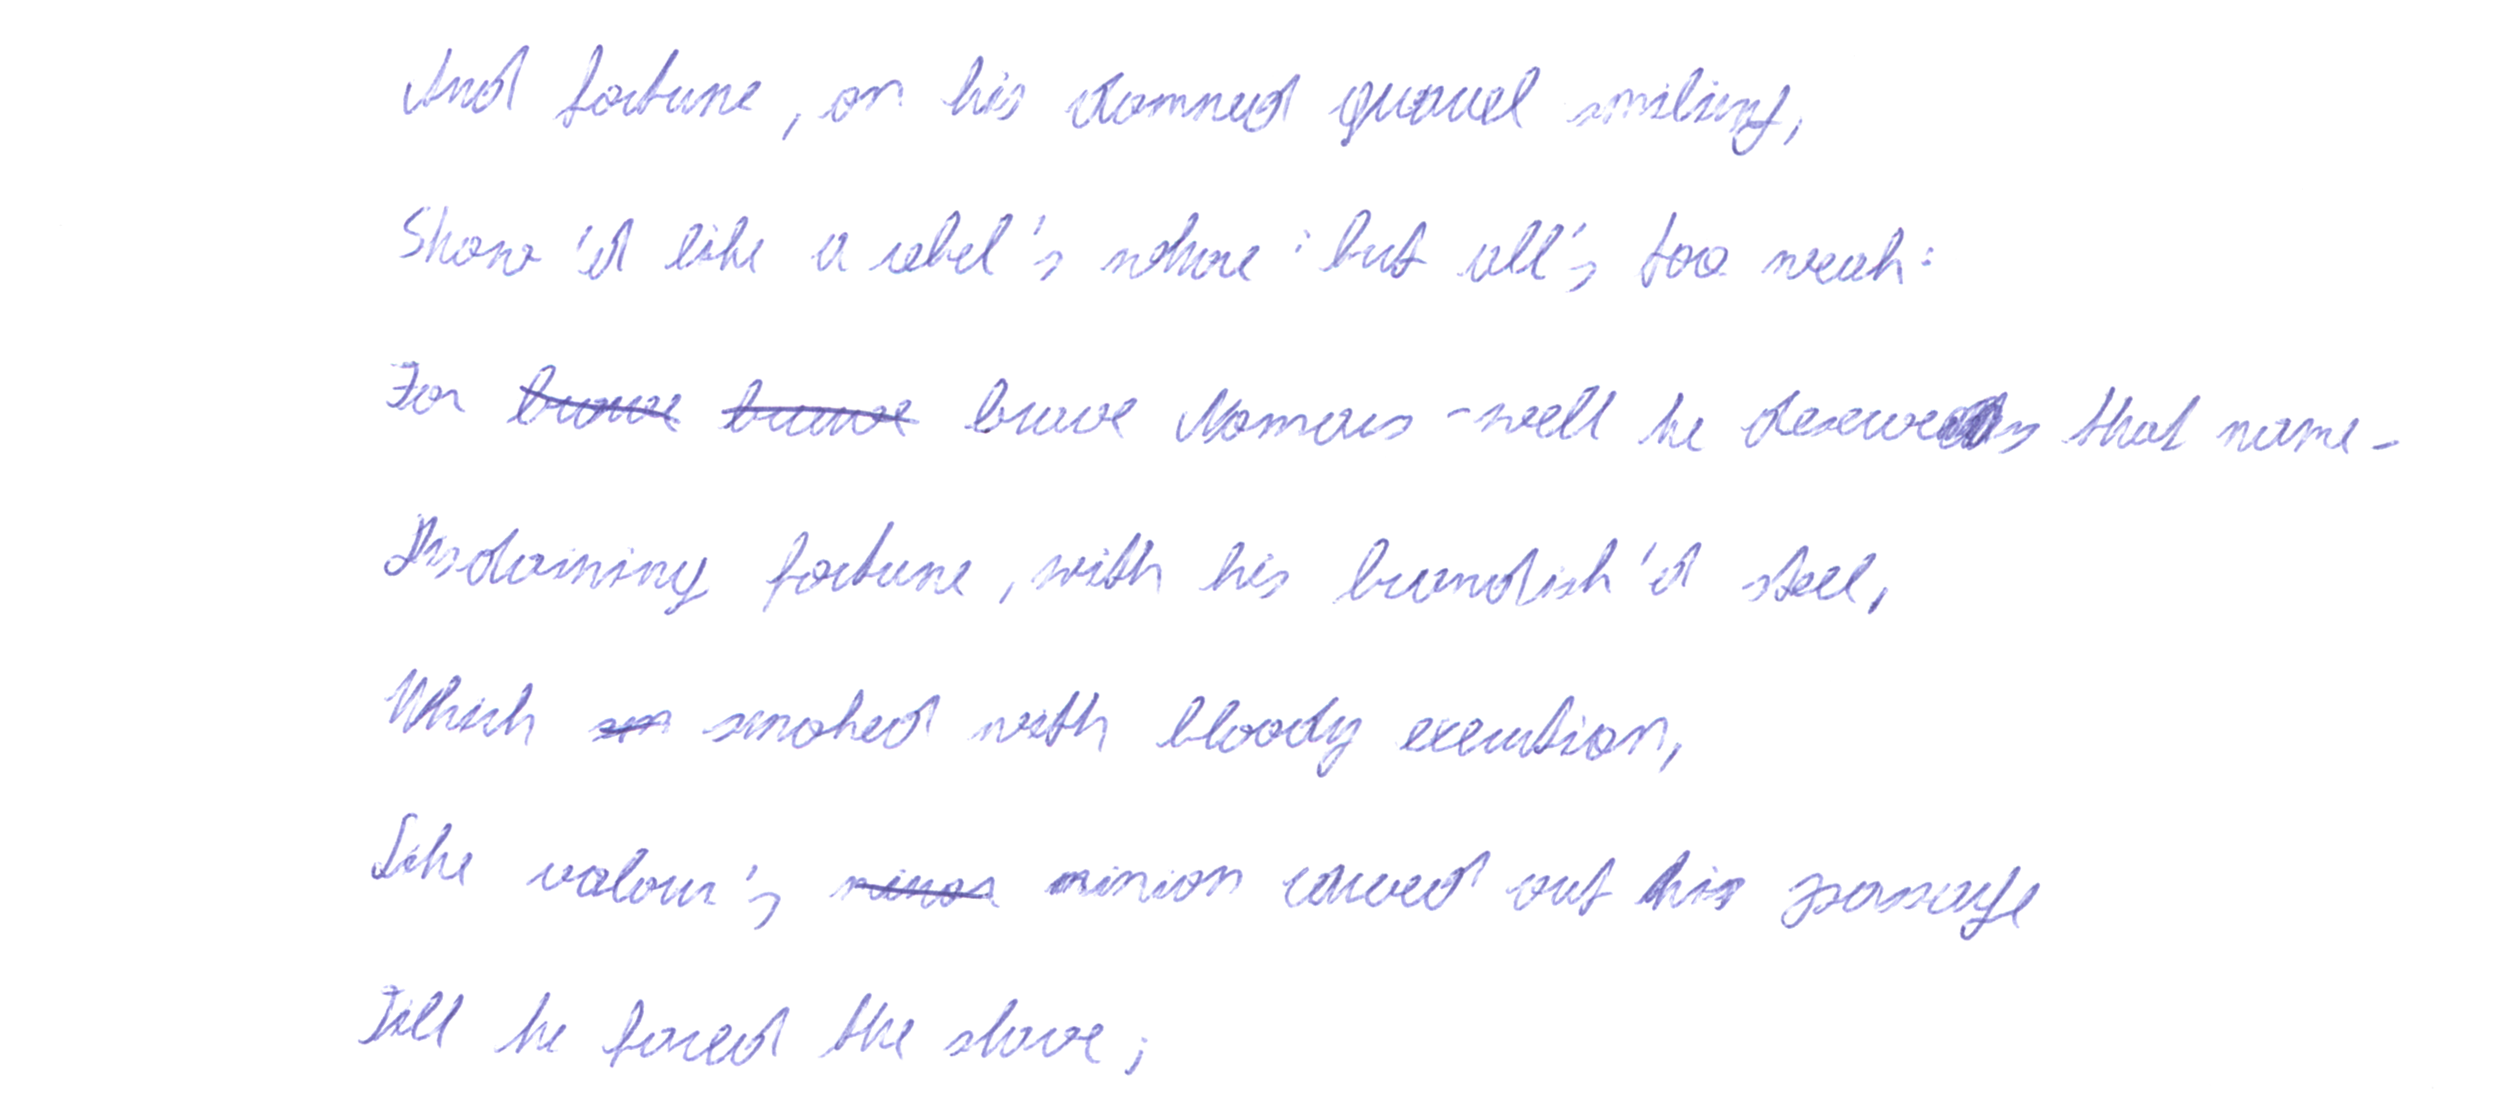 And fortune, on his damned quarrel smiling,
Show'd like a rebel's whore: but all's too weak:
For brave brave brave Macbeth -well he deserves that name-
Disdaining fortune, with his brandish'd steel,
Which smoked with bloody execution,
Like valour's minion carved out his passage
Till he faced the slave;